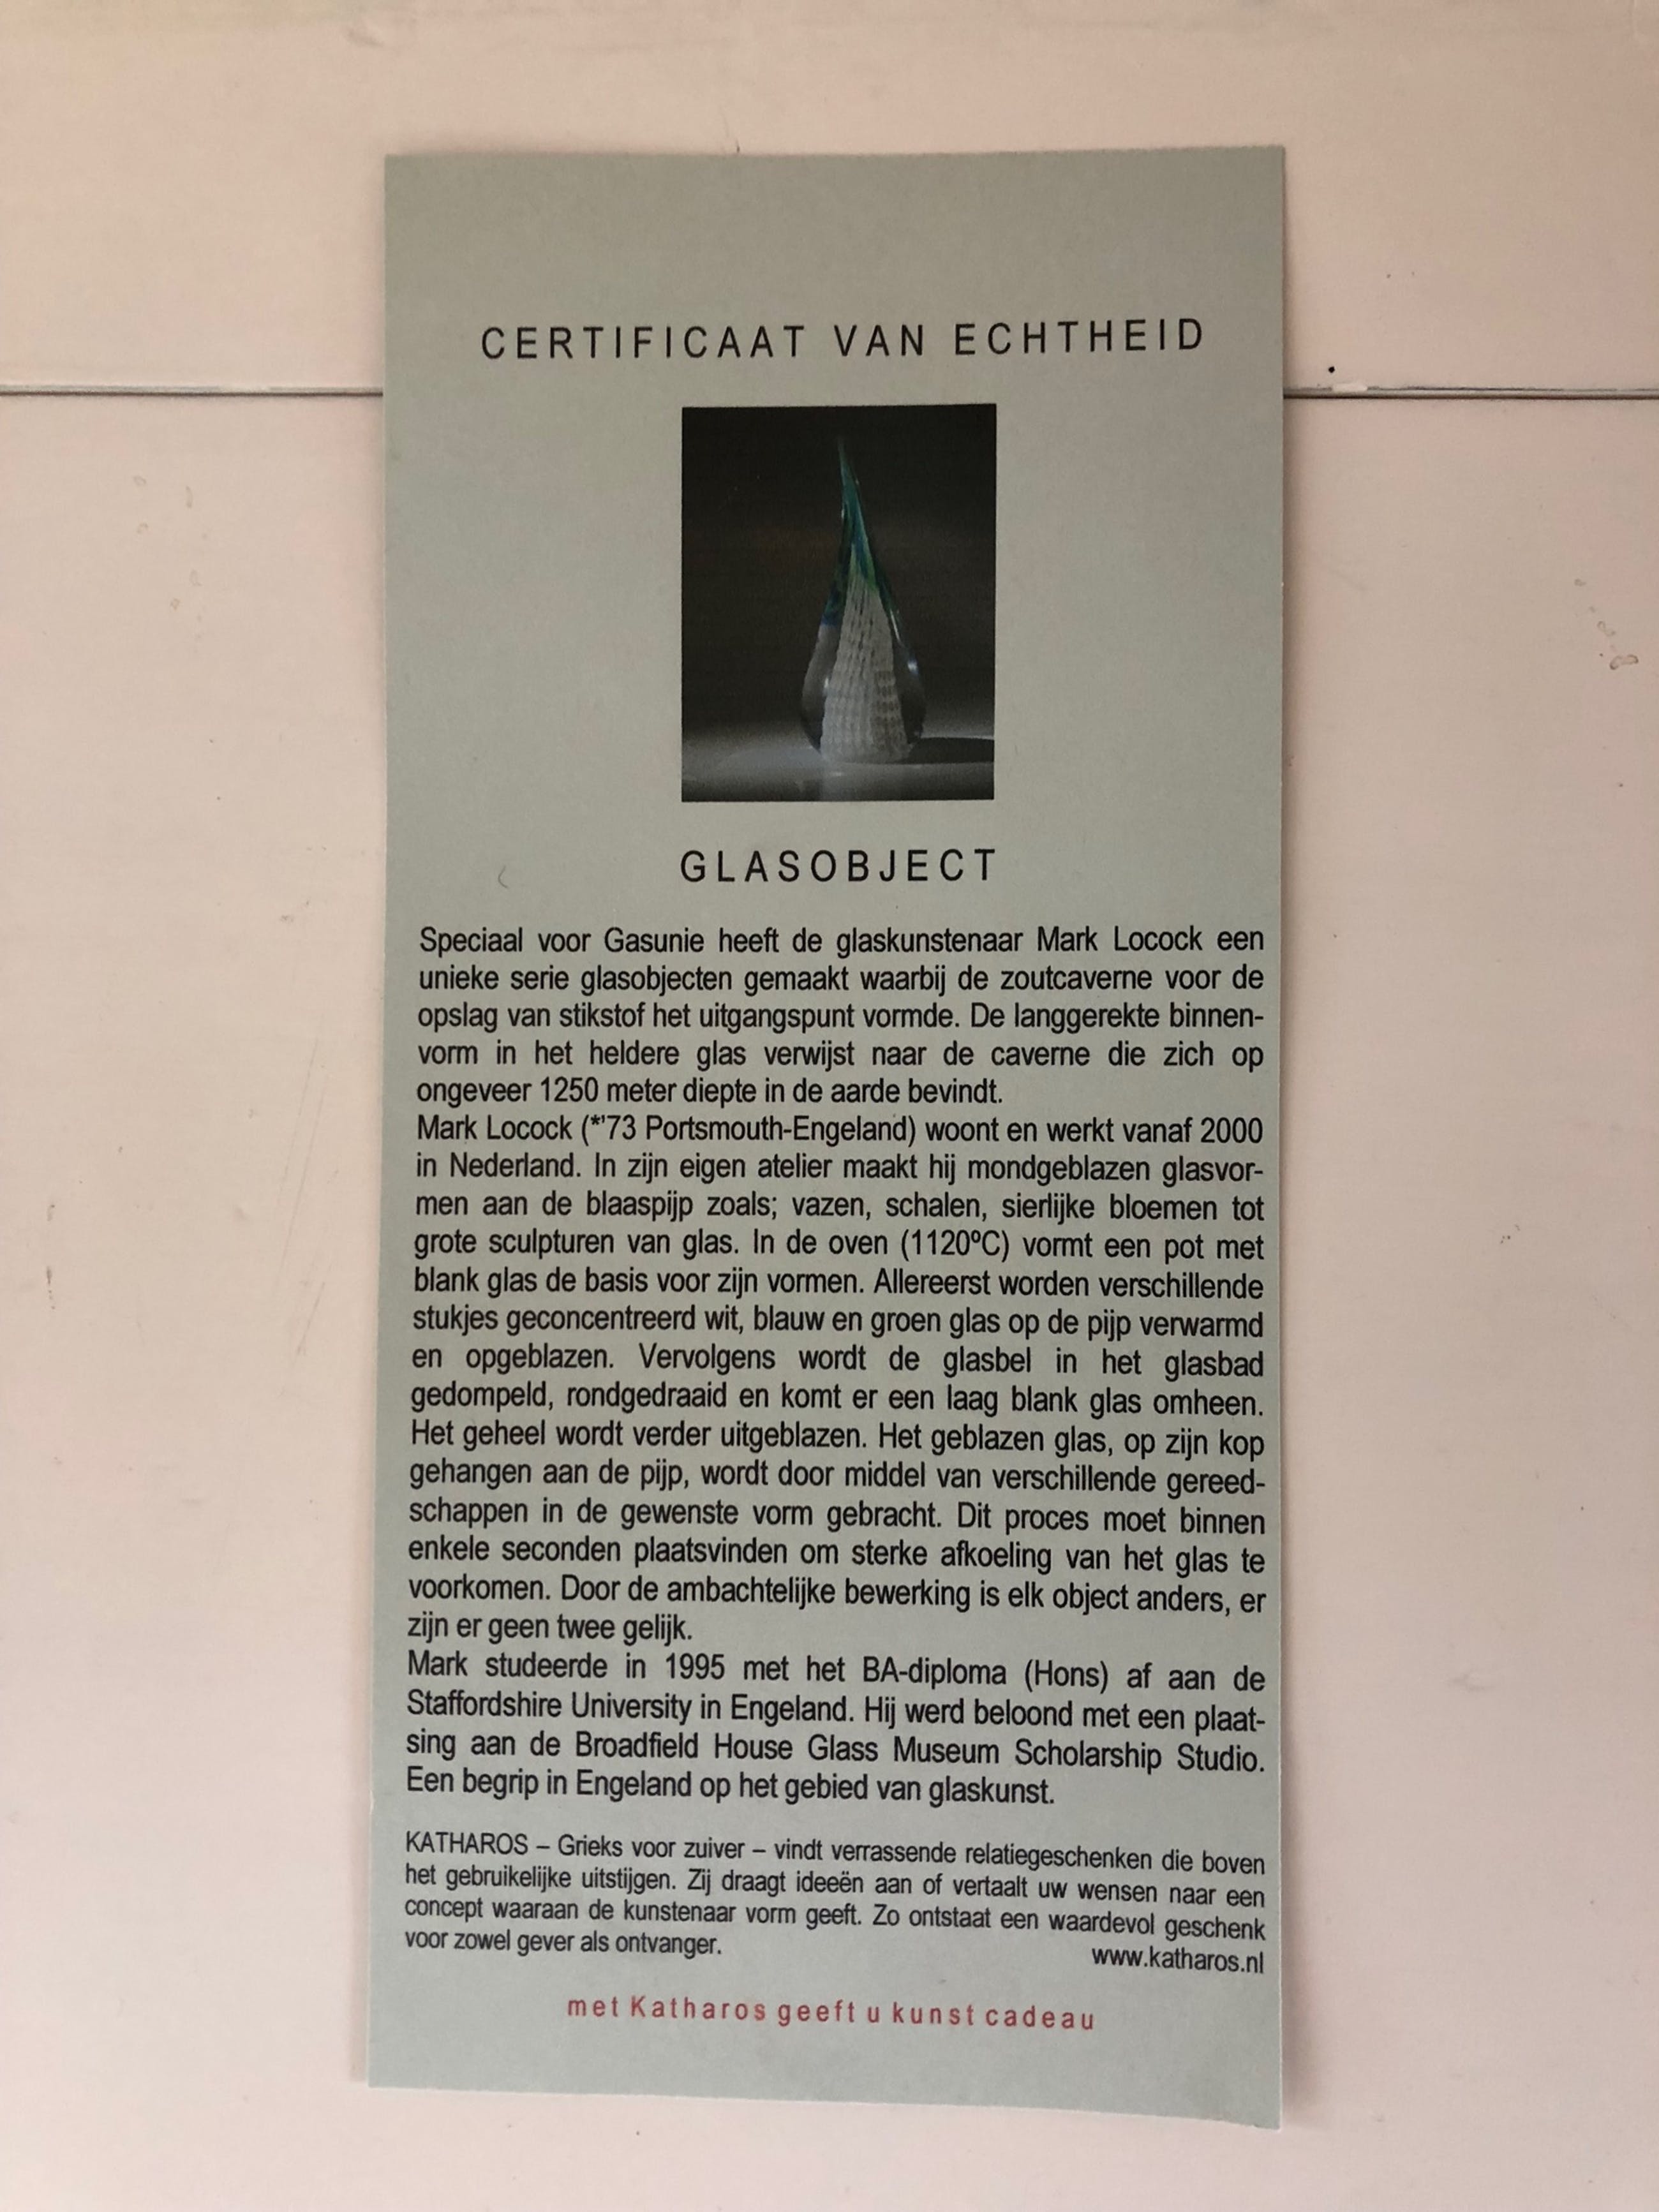 CERTIFICAAT VAN ECHTHEID
GLASOBJECT
Speciaal voor Gasunie heeft de glaskunstenaar Mark Locock een
unieke serie glasobjecten gemaakt waarbij de zoutcaverne voor de
opslag van stikstof het uitgangspunt vormde. De langgerekte binnen-
vorm in het heldere glas verwijst naar de caverne die zich op
ongeveer 1250 meter diepte in de aarde bevindt.
Mark Locock (*'73 Portsmouth-Engeland) woont en werkt vanaf 2000
in Nederland. In zijn eigen atelier maakt hij mondgeblazen glasvor-
men aan de blaaspijp zoals; vazen, schalen, sierlijke bloemen tot
grote sculpturen van glas. In de oven (1120ºC) vormt een pot met
blank glas de basis voor zijn vormen. Allereerst worden verschillende
stukjes geconcentreerd wit, blauw en groen glas op de pijp verwarmd
en opgeblazen. Vervolgens wordt de glasbel in het glasbad
gedompeld, rondgedraaid en komt er een laag blank glas omheen.
Het geheel wordt verder uitgeblazen. Het geblazen glas, op zijn kop
gehangen aan de pijp, wordt door middel van verschillende gereed-
schappen in de gewenste vorm gebracht. Dit proces moet binnen
enkele seconden plaatsvinden om sterke afkoeling van het glas te
voorkomen. Door de ambachtelijke bewerking is elk object anders, er
zijn er geen twee gelijk.
Mark studeerde in 1995 met het BA-diploma (Hons) af aan de
Staffordshire University in Engeland. Hij werd beloond met een plaat-
sing aan de Broadfield House Glass Museum Scholarship Studio.
Een begrip in Engeland op het gebied van glaskunst.
KATHAROS – Grieks voor zuiver – vindt verrassende relatiegeschenken die boven
het gebruikelijke uitstijgen. Zij draagt ideeën aan of vertaalt uw wensen naar een
concept waaraan de kunstenaar vorm geeft. Zo ontstaat een waardevol geschenk
voor zowel gever als ontvanger. www.katharos.nl
met Katharos geeft u kunst cadeau